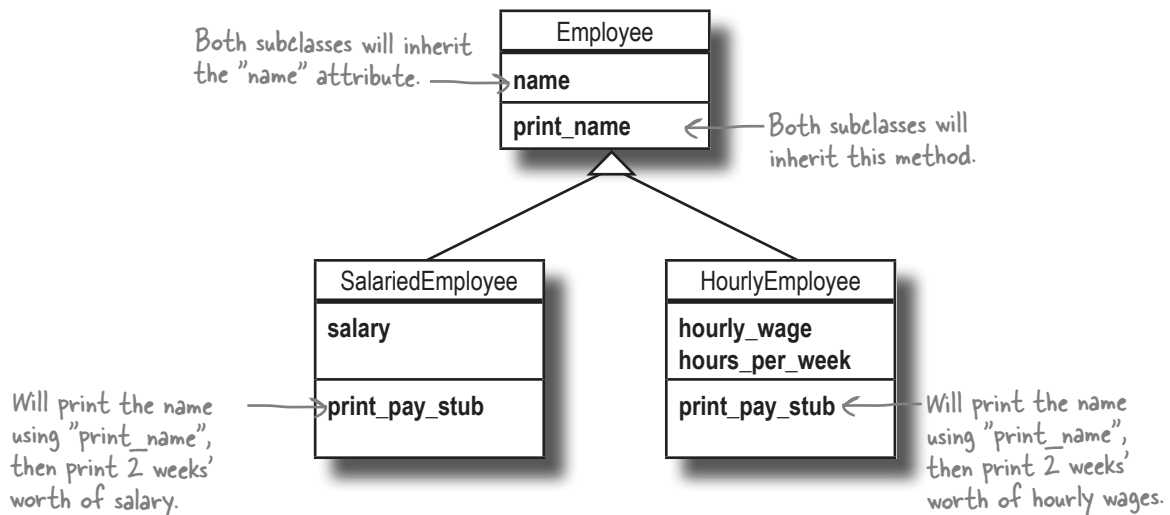 Employee
Both subclasses will inherit
the "name" attribute.
name
print_name
Both subclasses will
inherit this method.
SalariedEmployee
salary
print_pay_stub
Will print the name
using "print_name",
then print 2 weeks'
worth of salary.
HourlyEmployee
hourly_wage
hours_per_week
print_pay_stub
Will print the name
using "print_name",
then print 2 weeks'
worth of hourly wages.